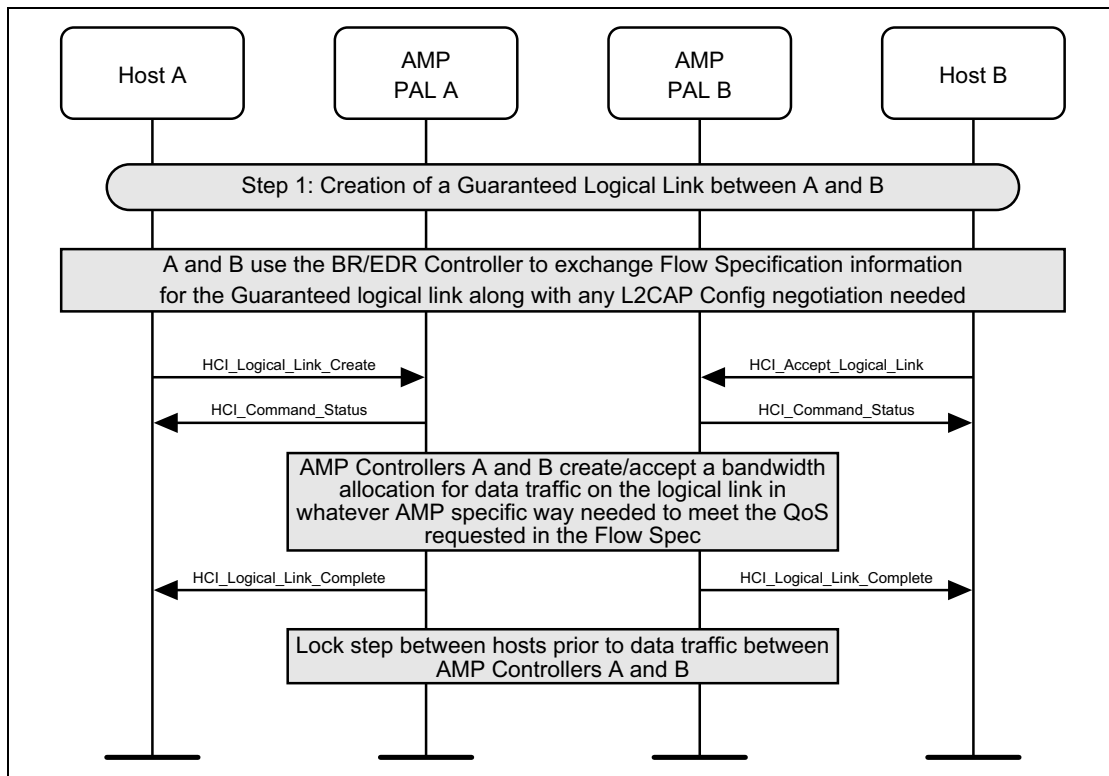 Host A
AMP
PAL A
AMP
PAL B
Host B
Step 1: Creation of a Guaranteed Logical Link between A and B
A and B use the BR/EDR Controller to exchange Flow Specification information
for the Guaranteed logical link along with any L2CAP Config negotiation needed
HCI_Logical_Link_Create
HCI_Accept_Logical_Link
HCI_Command_Status
HCI_Command_Status
AMP Controllers A and B create/accept a bandwidth
allocation for data traffic on the logical link in
whatever AMP specific way needed to meet the QoS
requested in the Flow Spec
HCI_Logical_Link_Complete
HCI_Logical_Link_Complete
Lock step between hosts prior to data traffic between
AMP Controllers A and B